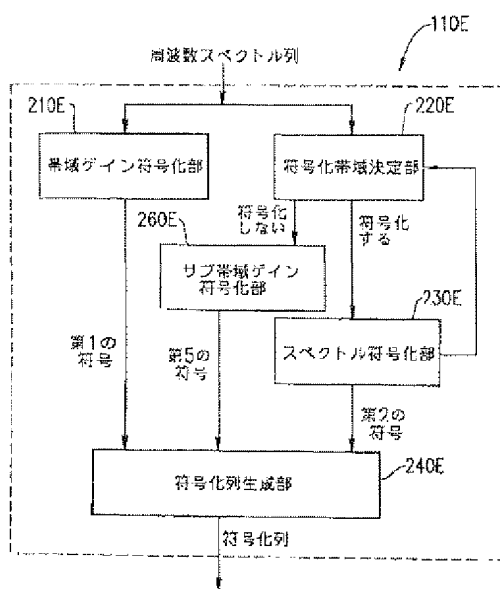 110E
周波数スペクトル列
210E
220E
帯域ゲイン符号化部
符号化帯域決定部
符号化
しない
符号化
する
260E
サブ帯域ゲイン
符号化部
230E
スペクトル符号化部
第1の
符号
第5の
符号
第2の
符号
240E
符号化列生成部
符号化列